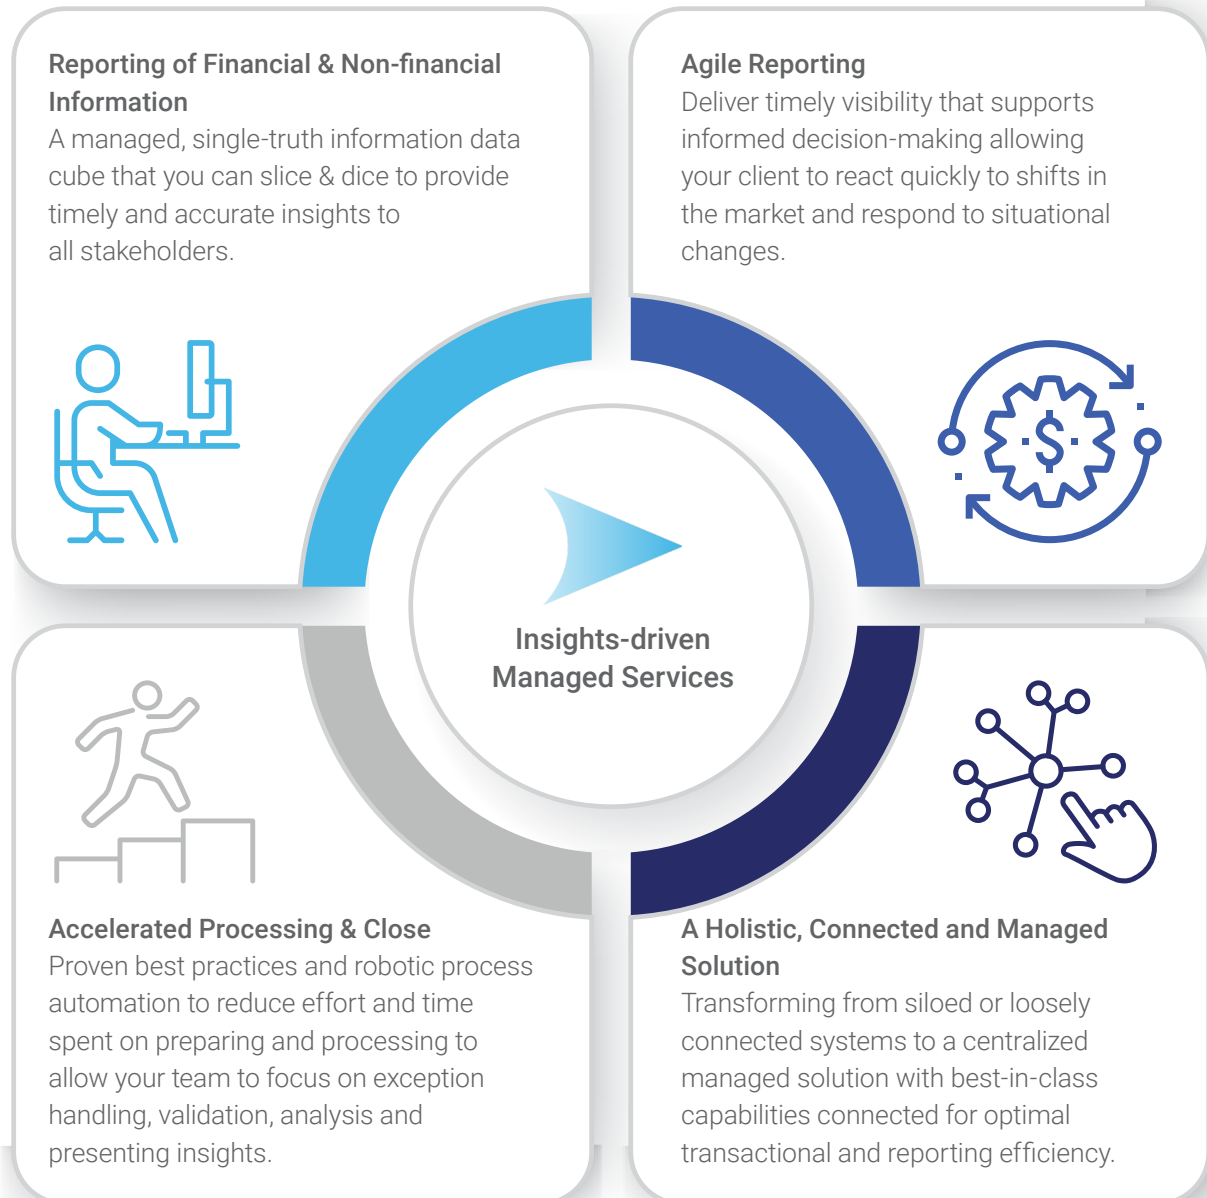 Reporting of Financial & Non-financial
Information
A managed, single-truth information data
cube that you can slice & dice to provide
timely and accurate insights to
all stakeholders.
Agile Reporting
Deliver timely visibility that supports
informed decision-making allowing
your client to react quickly to shifts in
the market and respond to situational
changes.
$
Insights-driven
Managed Services
Accelerated Processing & Close
Proven best practices and robotic process
automation to reduce effort and time
spent on preparing and processing to
allow your team to focus on exception
handling, validation, analysis and
presenting insights.
A Holistic, Connected and Managed
Solution
Transforming from siloed or loosely
connected systems to a centralized
managed solution with best-in-class
capabilities connected for optimal
transactional and reporting efficiency.